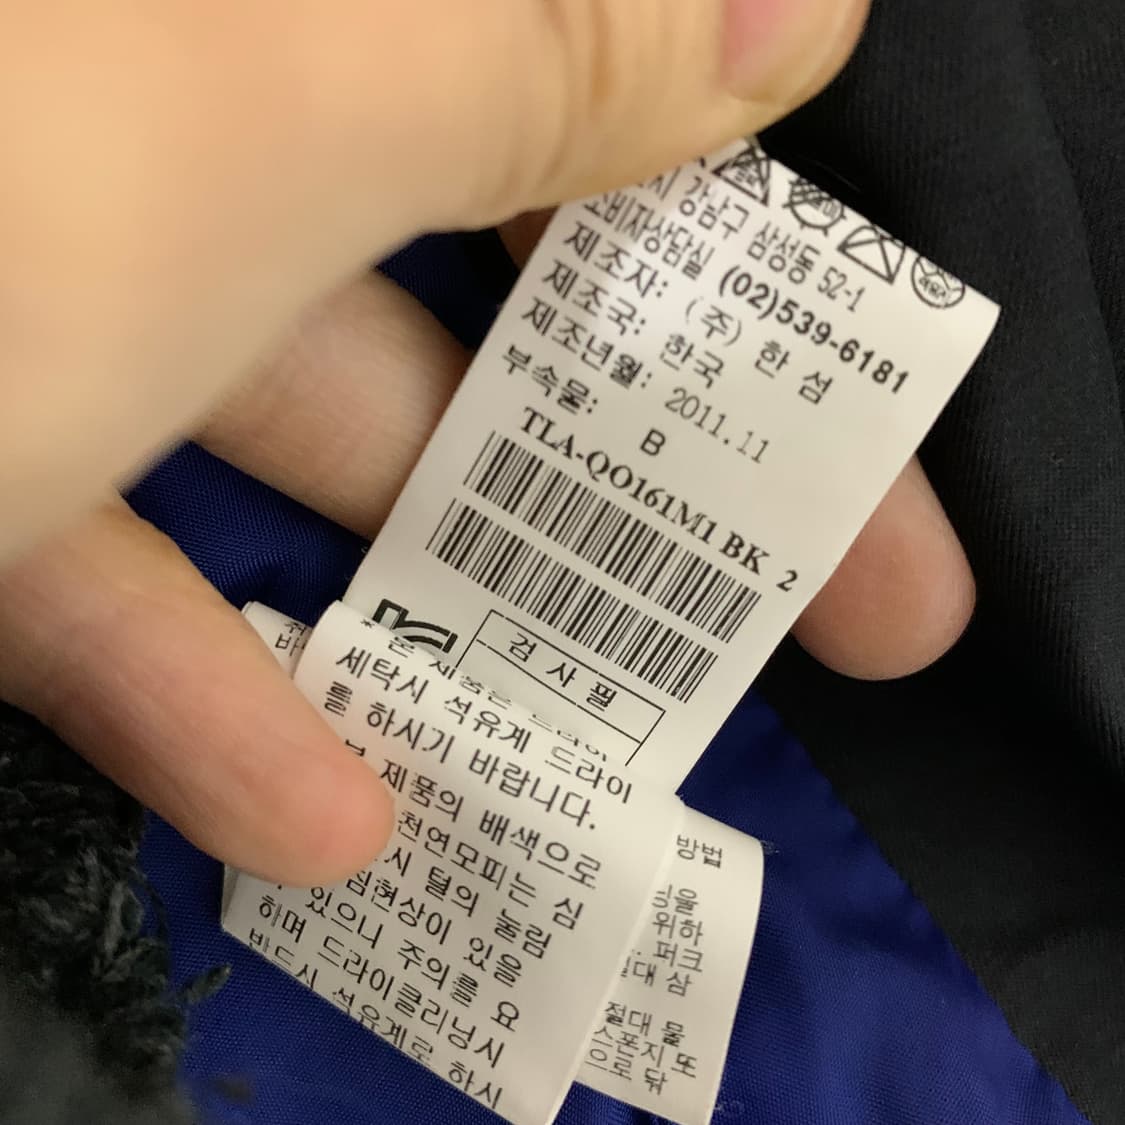 강남구 삼성동 52-1
소비자상담실 (02)539-6181
제조자: (주) 한 섬
제조국: 한국
제조년월: 2011.11
부속물: B
TLA-QO161M1 BK 2
검 사 필
세탁시 석유계 드라이
를 하시기 바랍니다.
제품의 배색으로
천연모피는 심
시 털의 눌림
현상이 있을
있으니 주의를 요
하며 드라이클리닝시
반드시 석유계로 하시
방법
위하
퍼크
절대 물
스폰지 또
으로 닦